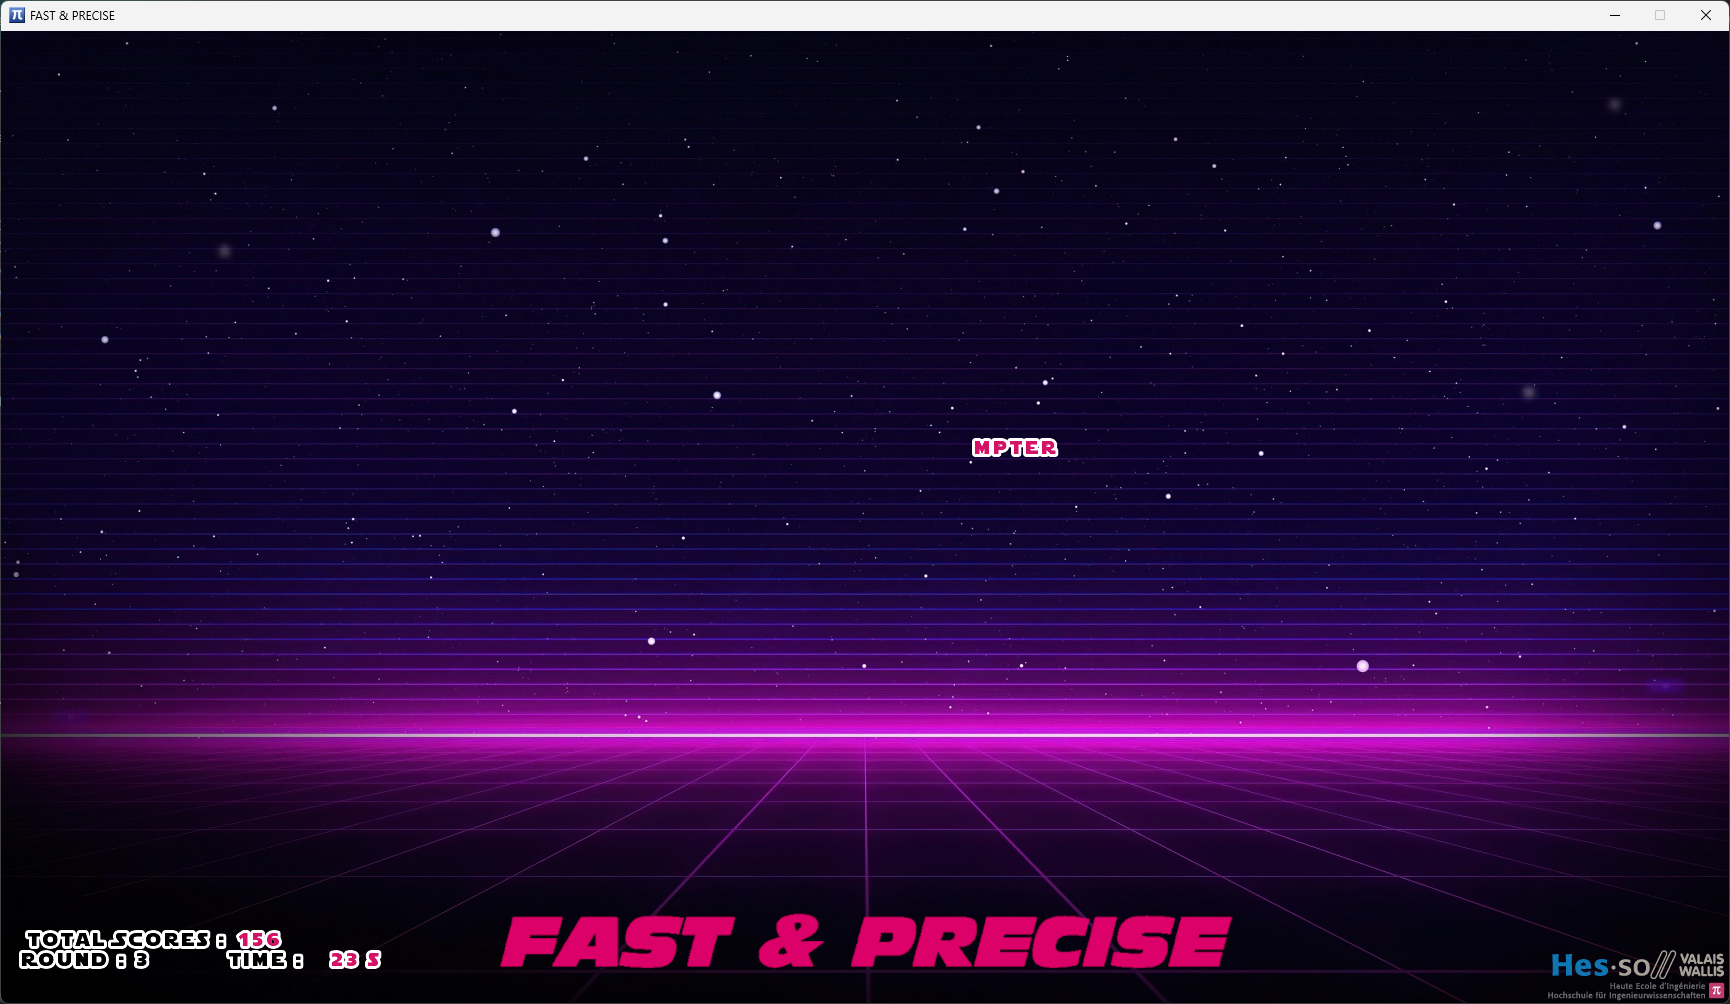 FAST & PRECISE
MPTER
TOTAL SCORES : 156
ROUND : 3 TIME : 23 S
FAST & PRECISE
Hes·so VALAIS WALLIS
Haute Ecole d'Ingénierie
Hochschule für Ingenieurwissenschaften
π